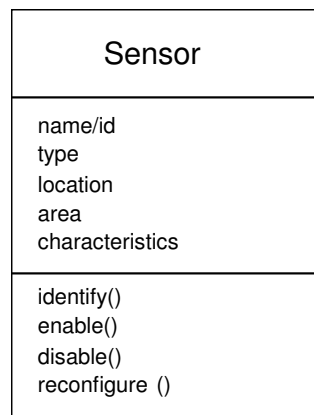 Sensor
name/id
type
location
area
characteristics
identify()
enable()
disable()
reconfigure ()